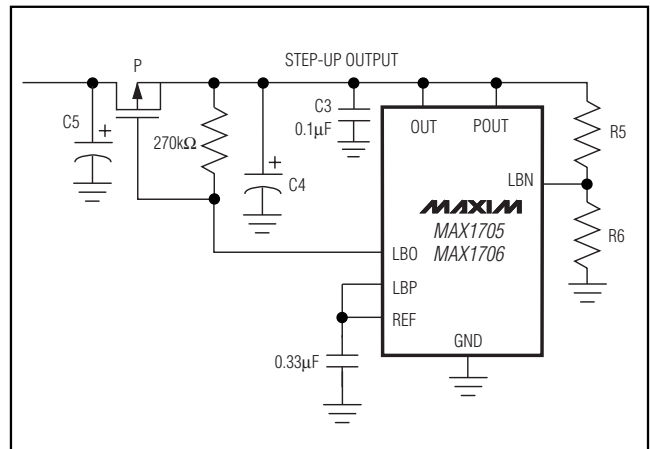 P
STEP-UP OUTPUT
C5
+
270kΩ
+
C4
C3
0.1µF
OUT
POUT
R5
LBN
MAXIM
MAX1705
MAX1706
R6
LBO
LBP
REF
GND
0.33µF